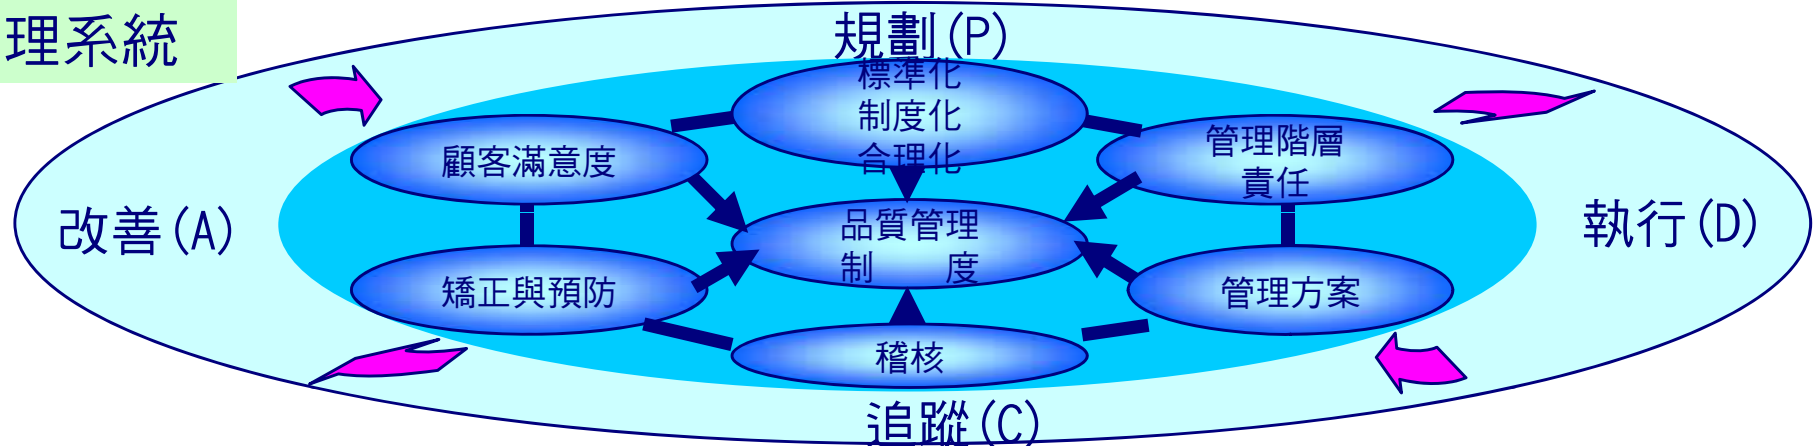 理系統
規劃(P)
標準化
制度化
合理化
顧客滿意度
管理階層
責任
改善(A)
品質管理
制　　度
執行(D)
矯正與預防
管理方案
稽核
追蹤(C)